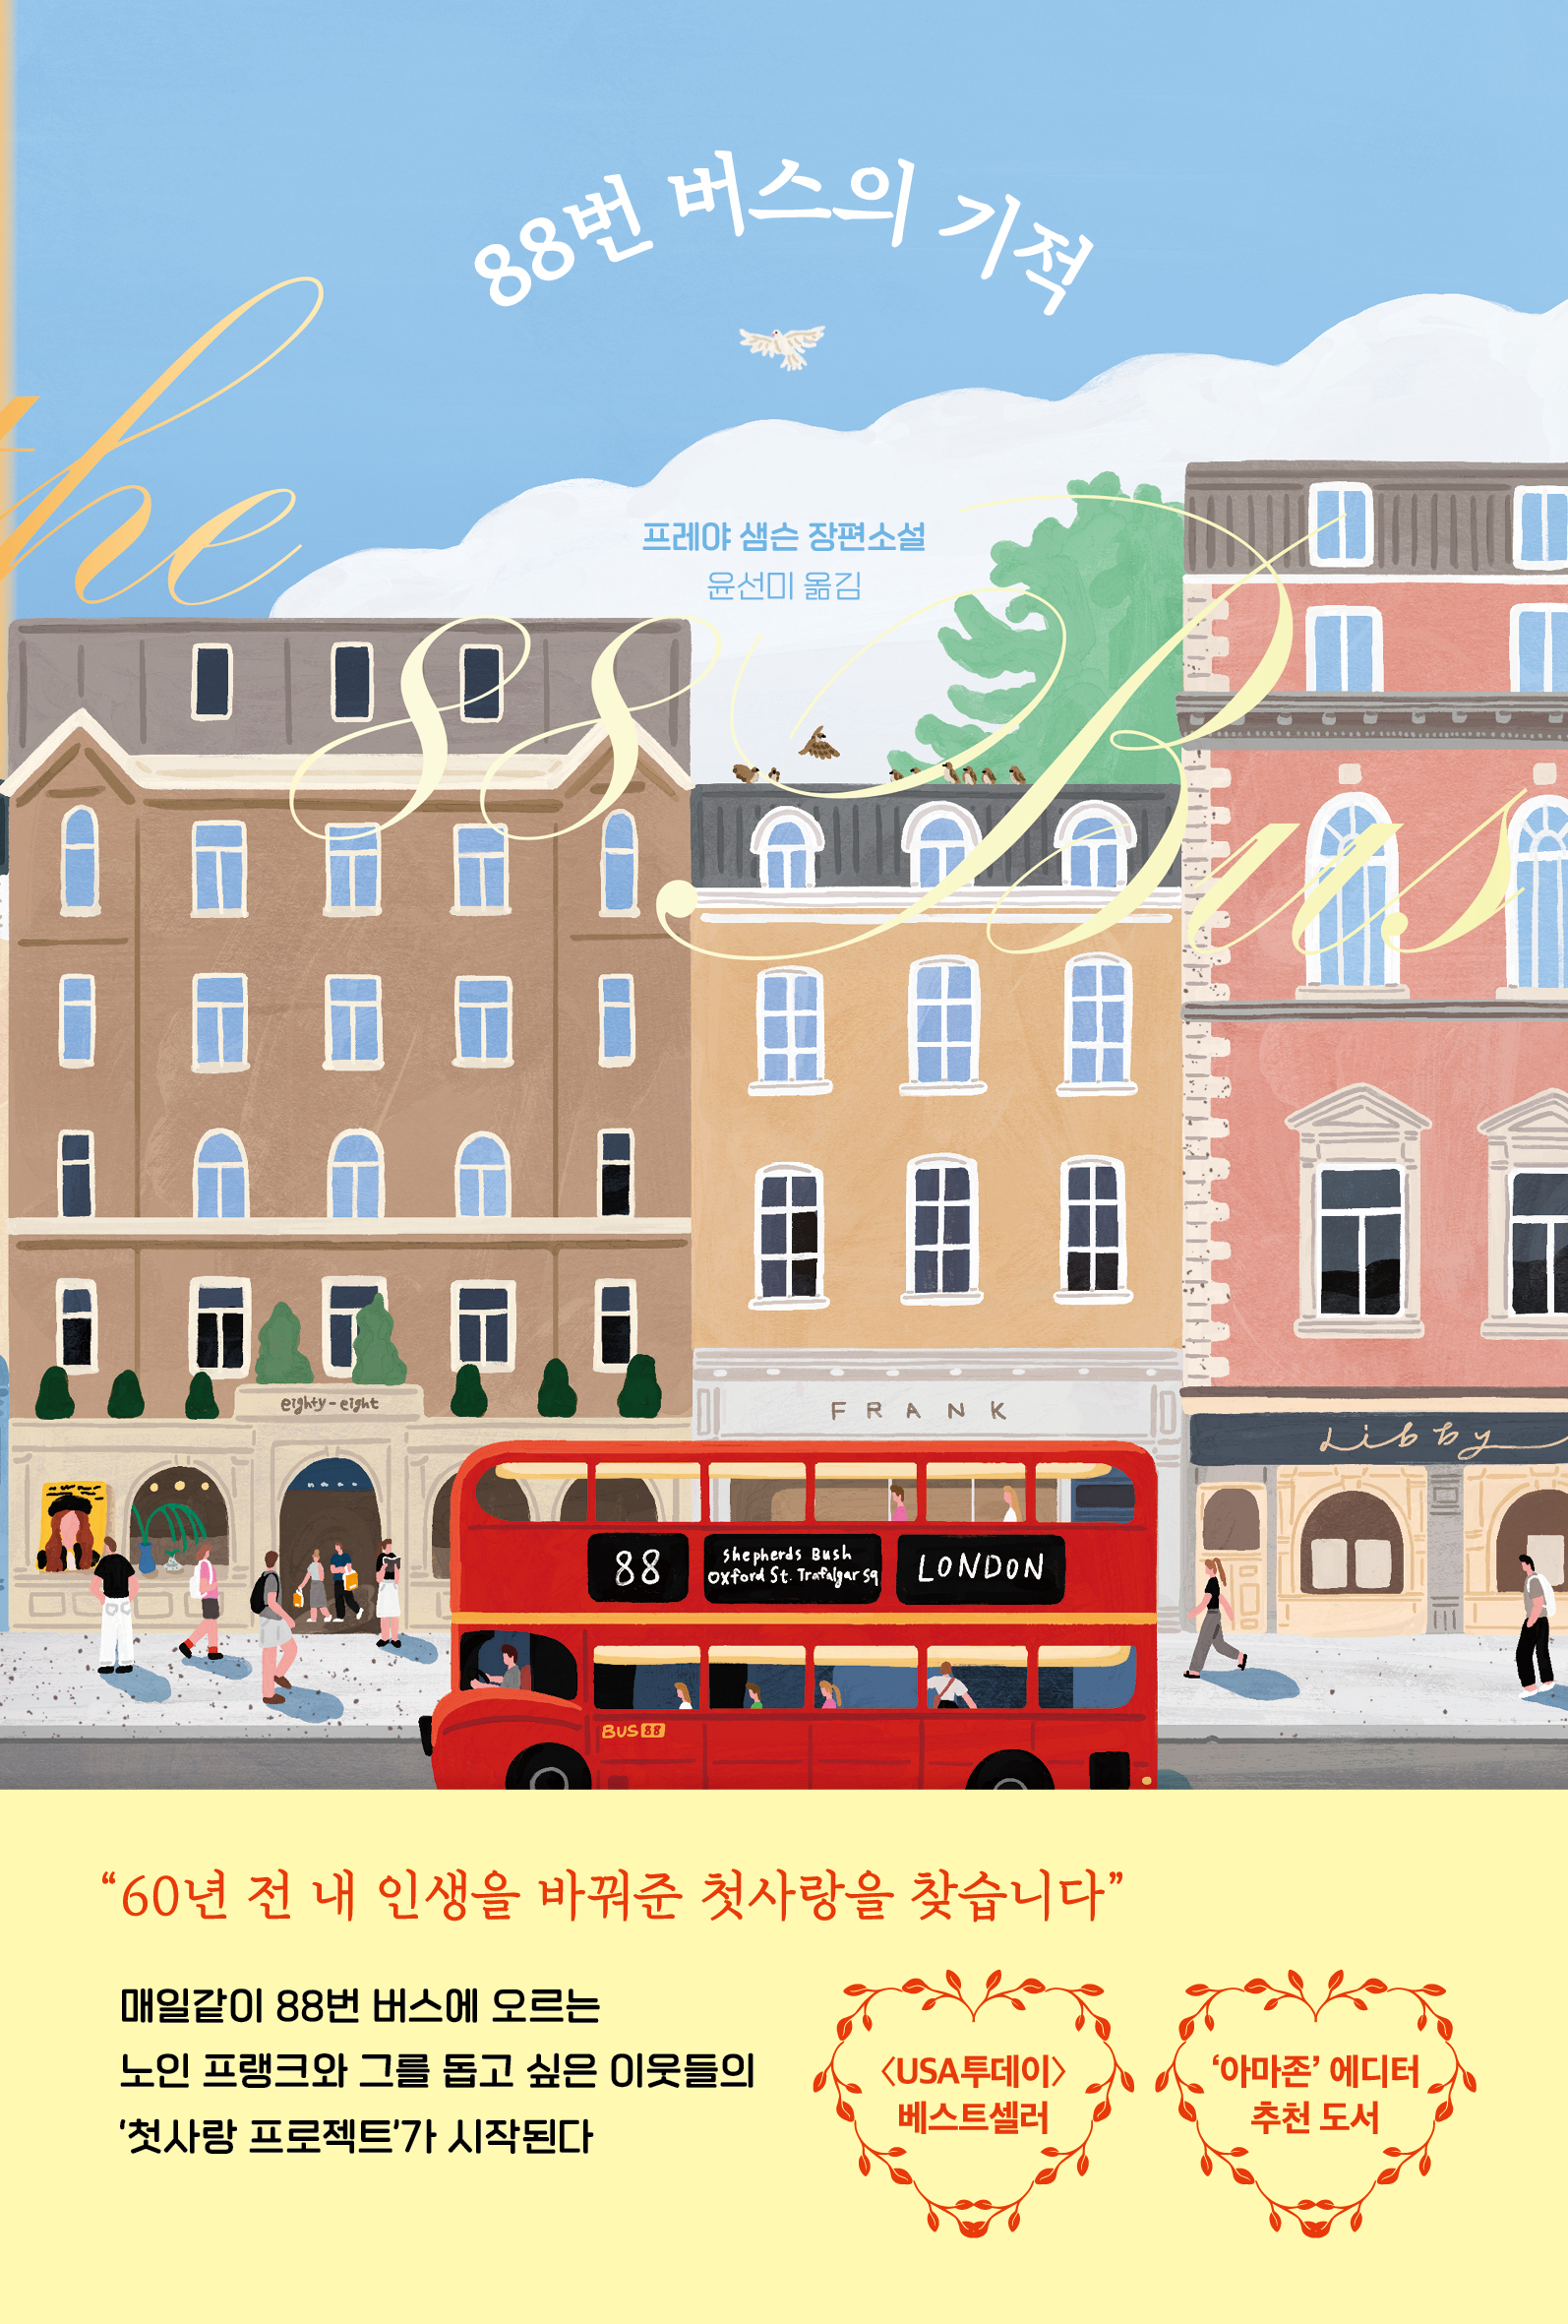 88번 버스의 기적
the
프레야 샘슨 장편소설
윤선미 옮김
88 Bus
eighty-eight
FRANK
Libby
88
Shepherds Bush
Oxford St. Trafalgar Sq
LONDON
BUS 88
“60년 전 내 인생을 바꿔준 첫사랑을 찾습니다”
매일같이 88번 버스에 오르는
노인 프랭크와 그를 돕고 싶은 이웃들의
‘첫사랑 프로젝트’가 시작된다
〈USA투데이〉
베스트셀러
‘아마존’ 에디터
추천 도서